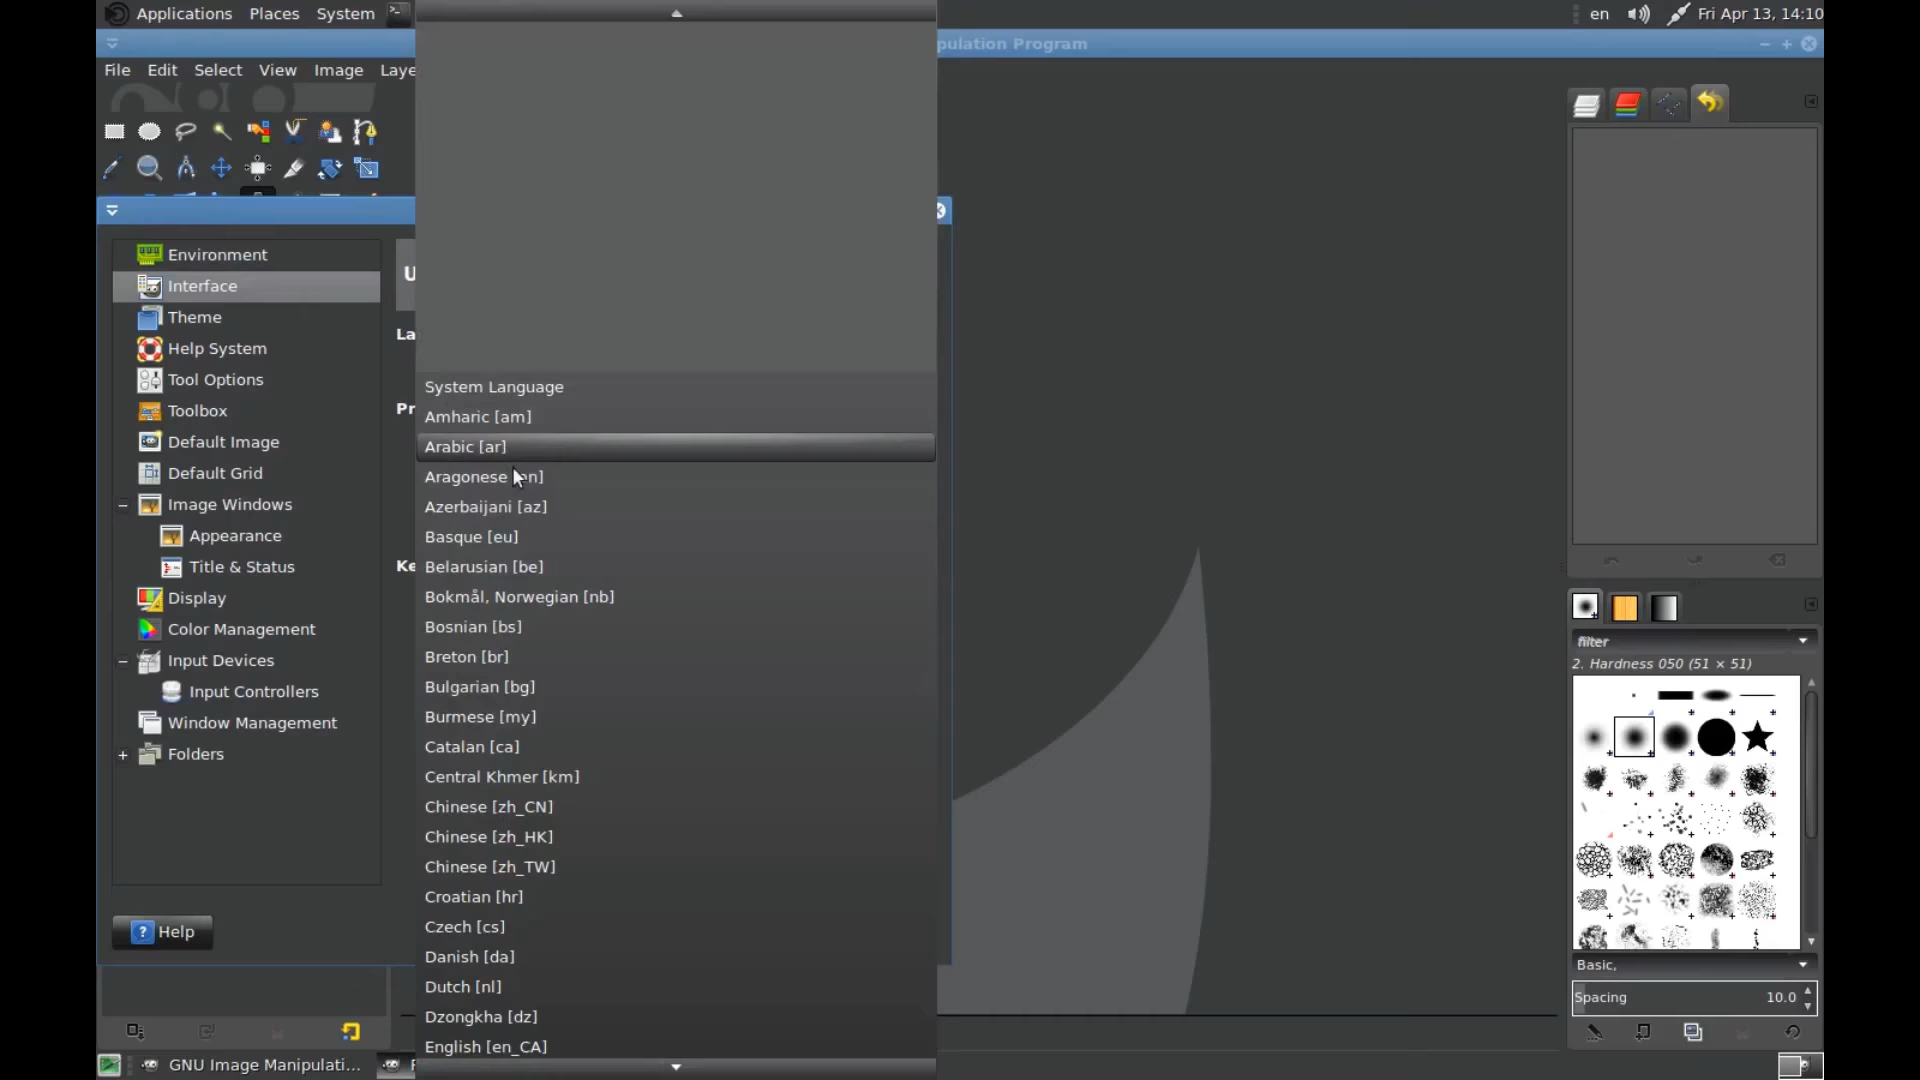 Applications Places System
en Fri Apr 13, 14:10
pulation Program
File Edit Select View Image Laye
Environment
Interface
Theme
Help System
Tool Options
Toolbox
Default Image
Default Grid
Image Windows
Appearance
Title & Status
Display
Color Management
Input Devices
Input Controllers
Window Management
Folders
Help
U
La
Pr
Ke
System Language
Amharic [am]
Arabic [ar]
Aragonese
Azerbaijani [az]
Basque [eu]
Belarusian [be]
Bokmål, Norwegian [nb]
Bosnian [bs]
Breton [br]
Bulgarian [bg]
Burmese [my]
Catalan [ca]
Central Khmer [km]
Chinese [zh_CN]
Chinese [zh_HK]
Chinese [zh_TW]
Croatian [hr]
Czech [cs]
Danish [da]
Dutch [nl]
Dzongkha [dz]
English [en_CA]
filter
2. Hardness 050 (51 × 51)
Basic,
Spacing 10.0
GNU Image Manipulati...